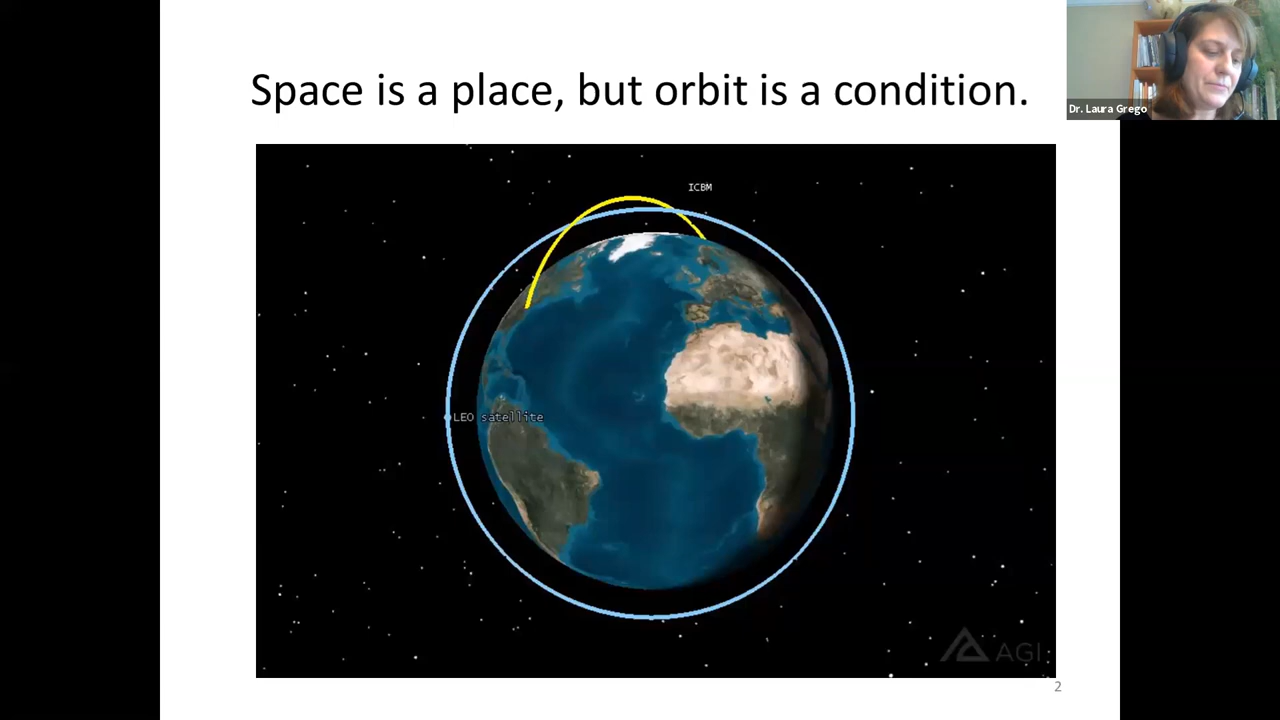 Space is a place, but orbit is a condition.
Dr. Laura Grego
ICBM
LEO satellite
AGI
2